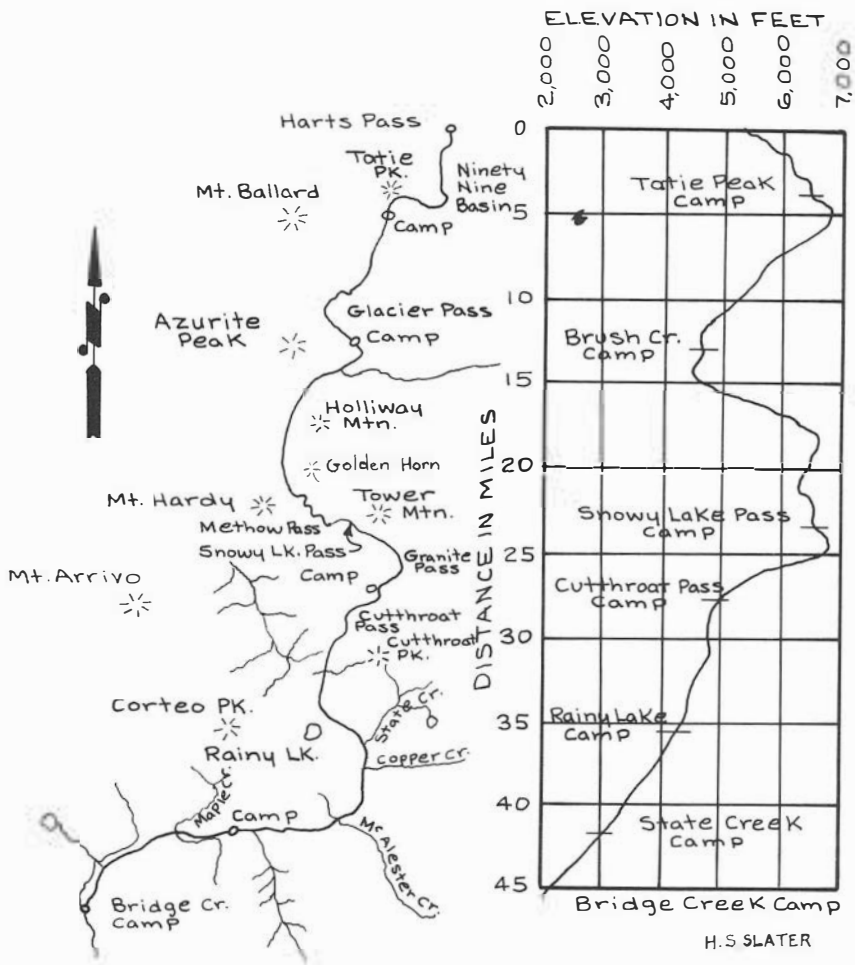 ELEVATION IN FEET
2,000
3,000
4,000
5,000
6,000
7,000
Harts Pass
Tatie
PK.
Ninety
Nine
Basin
Mt. Ballard
Camp
Glacier Pass
Azurite
Peak
Camp
Holliway
Mtn.
Golden Horn
Mt. Hardy
Tower
Mtn.
Methow Pass
Snowy LK. Pass
Granite
Pass
Mt. Arrivo
Camp
Cutthroat
Pass
Cutthroat
PK.
Corteo PK.
State Cr.
Rainy LK.
Copper Cr.
Maple Cr.
Camp
McAlester Cr.
Bridge Cr.
Camp
DISTANCE IN MILES
0
5
10
15
20
25
30
35
40
45
Tatie Peak
Camp
Brush Cr.
Camp
Snowy Lake Pass
Camp
Cutthroat Pass
Camp
Rainy Lake
Camp
State Creek
Camp
Bridge Creek Camp
H.S SLATER